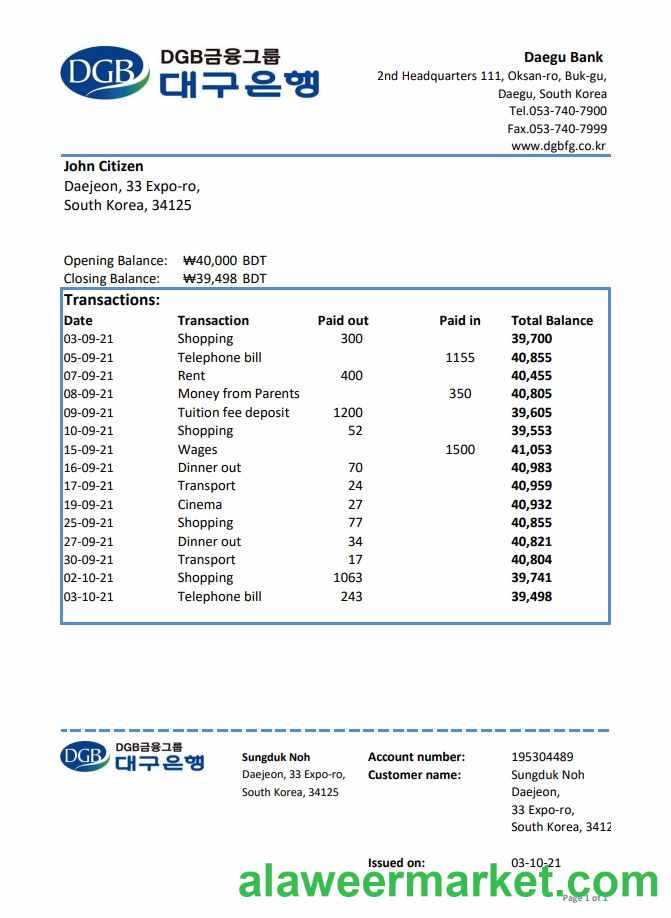 DGB DGB금융그룹
대구은행
Daegu Bank
2nd Headquarters 111, Oksan-ro, Buk-gu,
Daegu, South Korea
Tel.053-740-7900
Fax.053-740-7999
www.dgbfg.co.kr
John Citizen
Daejeon, 33 Expo-ro,
South Korea, 34125
Opening Balance: ₩40,000 BDT
Closing Balance: ₩39,498 BDT
Transactions:
Date Transaction Paid out Paid in Total Balance
03-09-21 Shopping 300 39,700
05-09-21 Telephone bill 1155 40,855
07-09-21 Rent 400 40,455
08-09-21 Money from Parents 350 40,805
09-09-21 Tuition fee deposit 1200 39,605
10-09-21 Shopping 52 39,553
15-09-21 Wages 1500 41,053
16-09-21 Dinner out 70 40,983
17-09-21 Transport 24 40,959
19-09-21 Cinema 27 40,932
25-09-21 Shopping 77 40,855
27-09-21 Dinner out 34 40,821
30-09-21 Transport 17 40,804
02-10-21 Shopping 1063 39,741
03-10-21 Telephone bill 243 39,498
DGB DGB금융그룹
대구은행
Sungduk Noh
Daejeon, 33 Expo-ro,
South Korea, 34125
Account number: 195304489
Customer name: Sungduk Noh
Daejeon,
33 Expo-ro,
South Korea, 3412
Issued on: 03-10-21
alaweermarket.com
Page 1 of 1